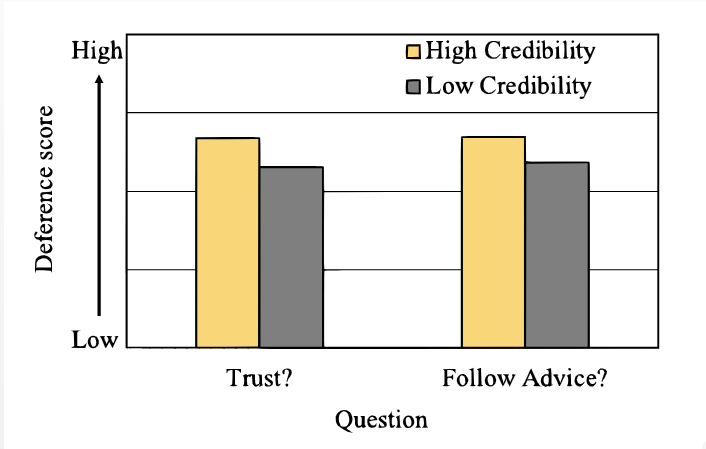 High
High Credibility
Low Credibility
Deference score
Low
Trust?
Follow Advice?
Question